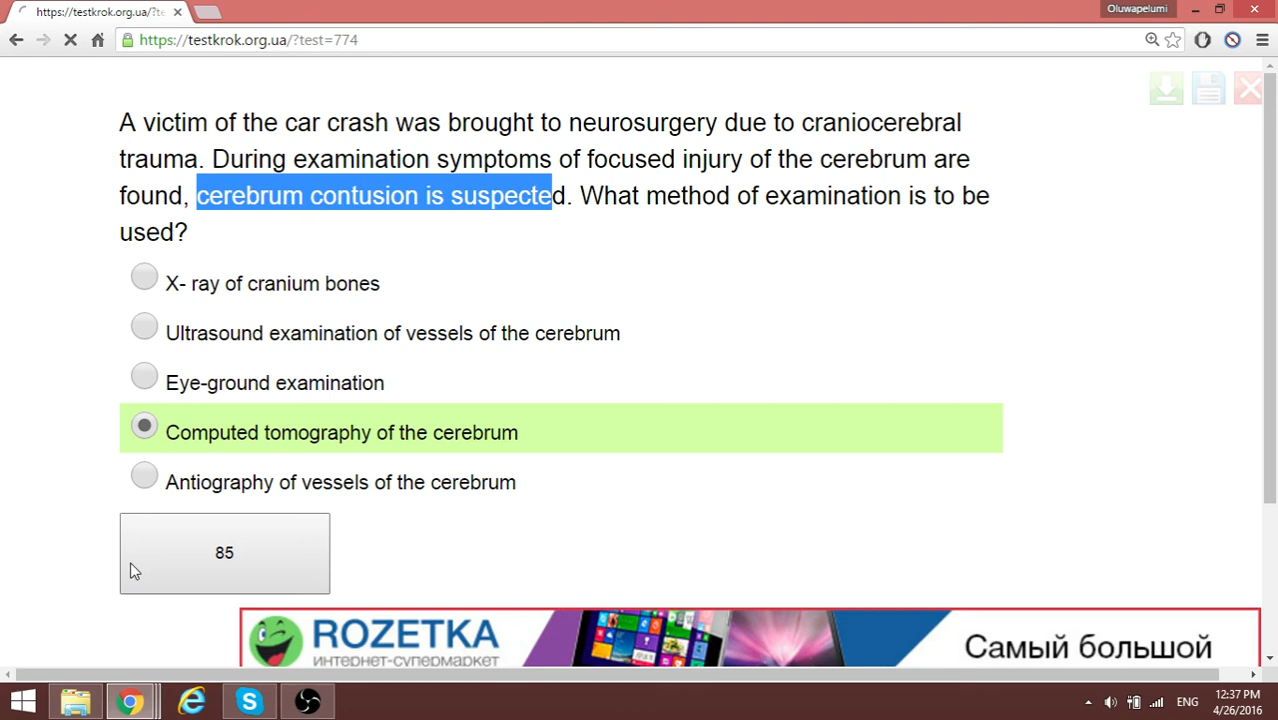 https://testkrok.org.ua/?te
Oluwapelumi
https://testkrok.org.ua/?test=774
A victim of the car crash was brought to neurosurgery due to craniocerebral
trauma. During examination symptoms of focused injury of the cerebrum are
found, cerebrum contusion is suspected. What method of examination is to be
used?
X- ray of cranium bones
Ultrasound examination of vessels of the cerebrum
Eye-ground examination
Computed tomography of the cerebrum
Antiography of vessels of the cerebrum
85
ROZETKA
ИНТЕРНЕТ-СУПЕРМАРКЕТ
Самый большой
ENG
12:37 PM
4/26/2016